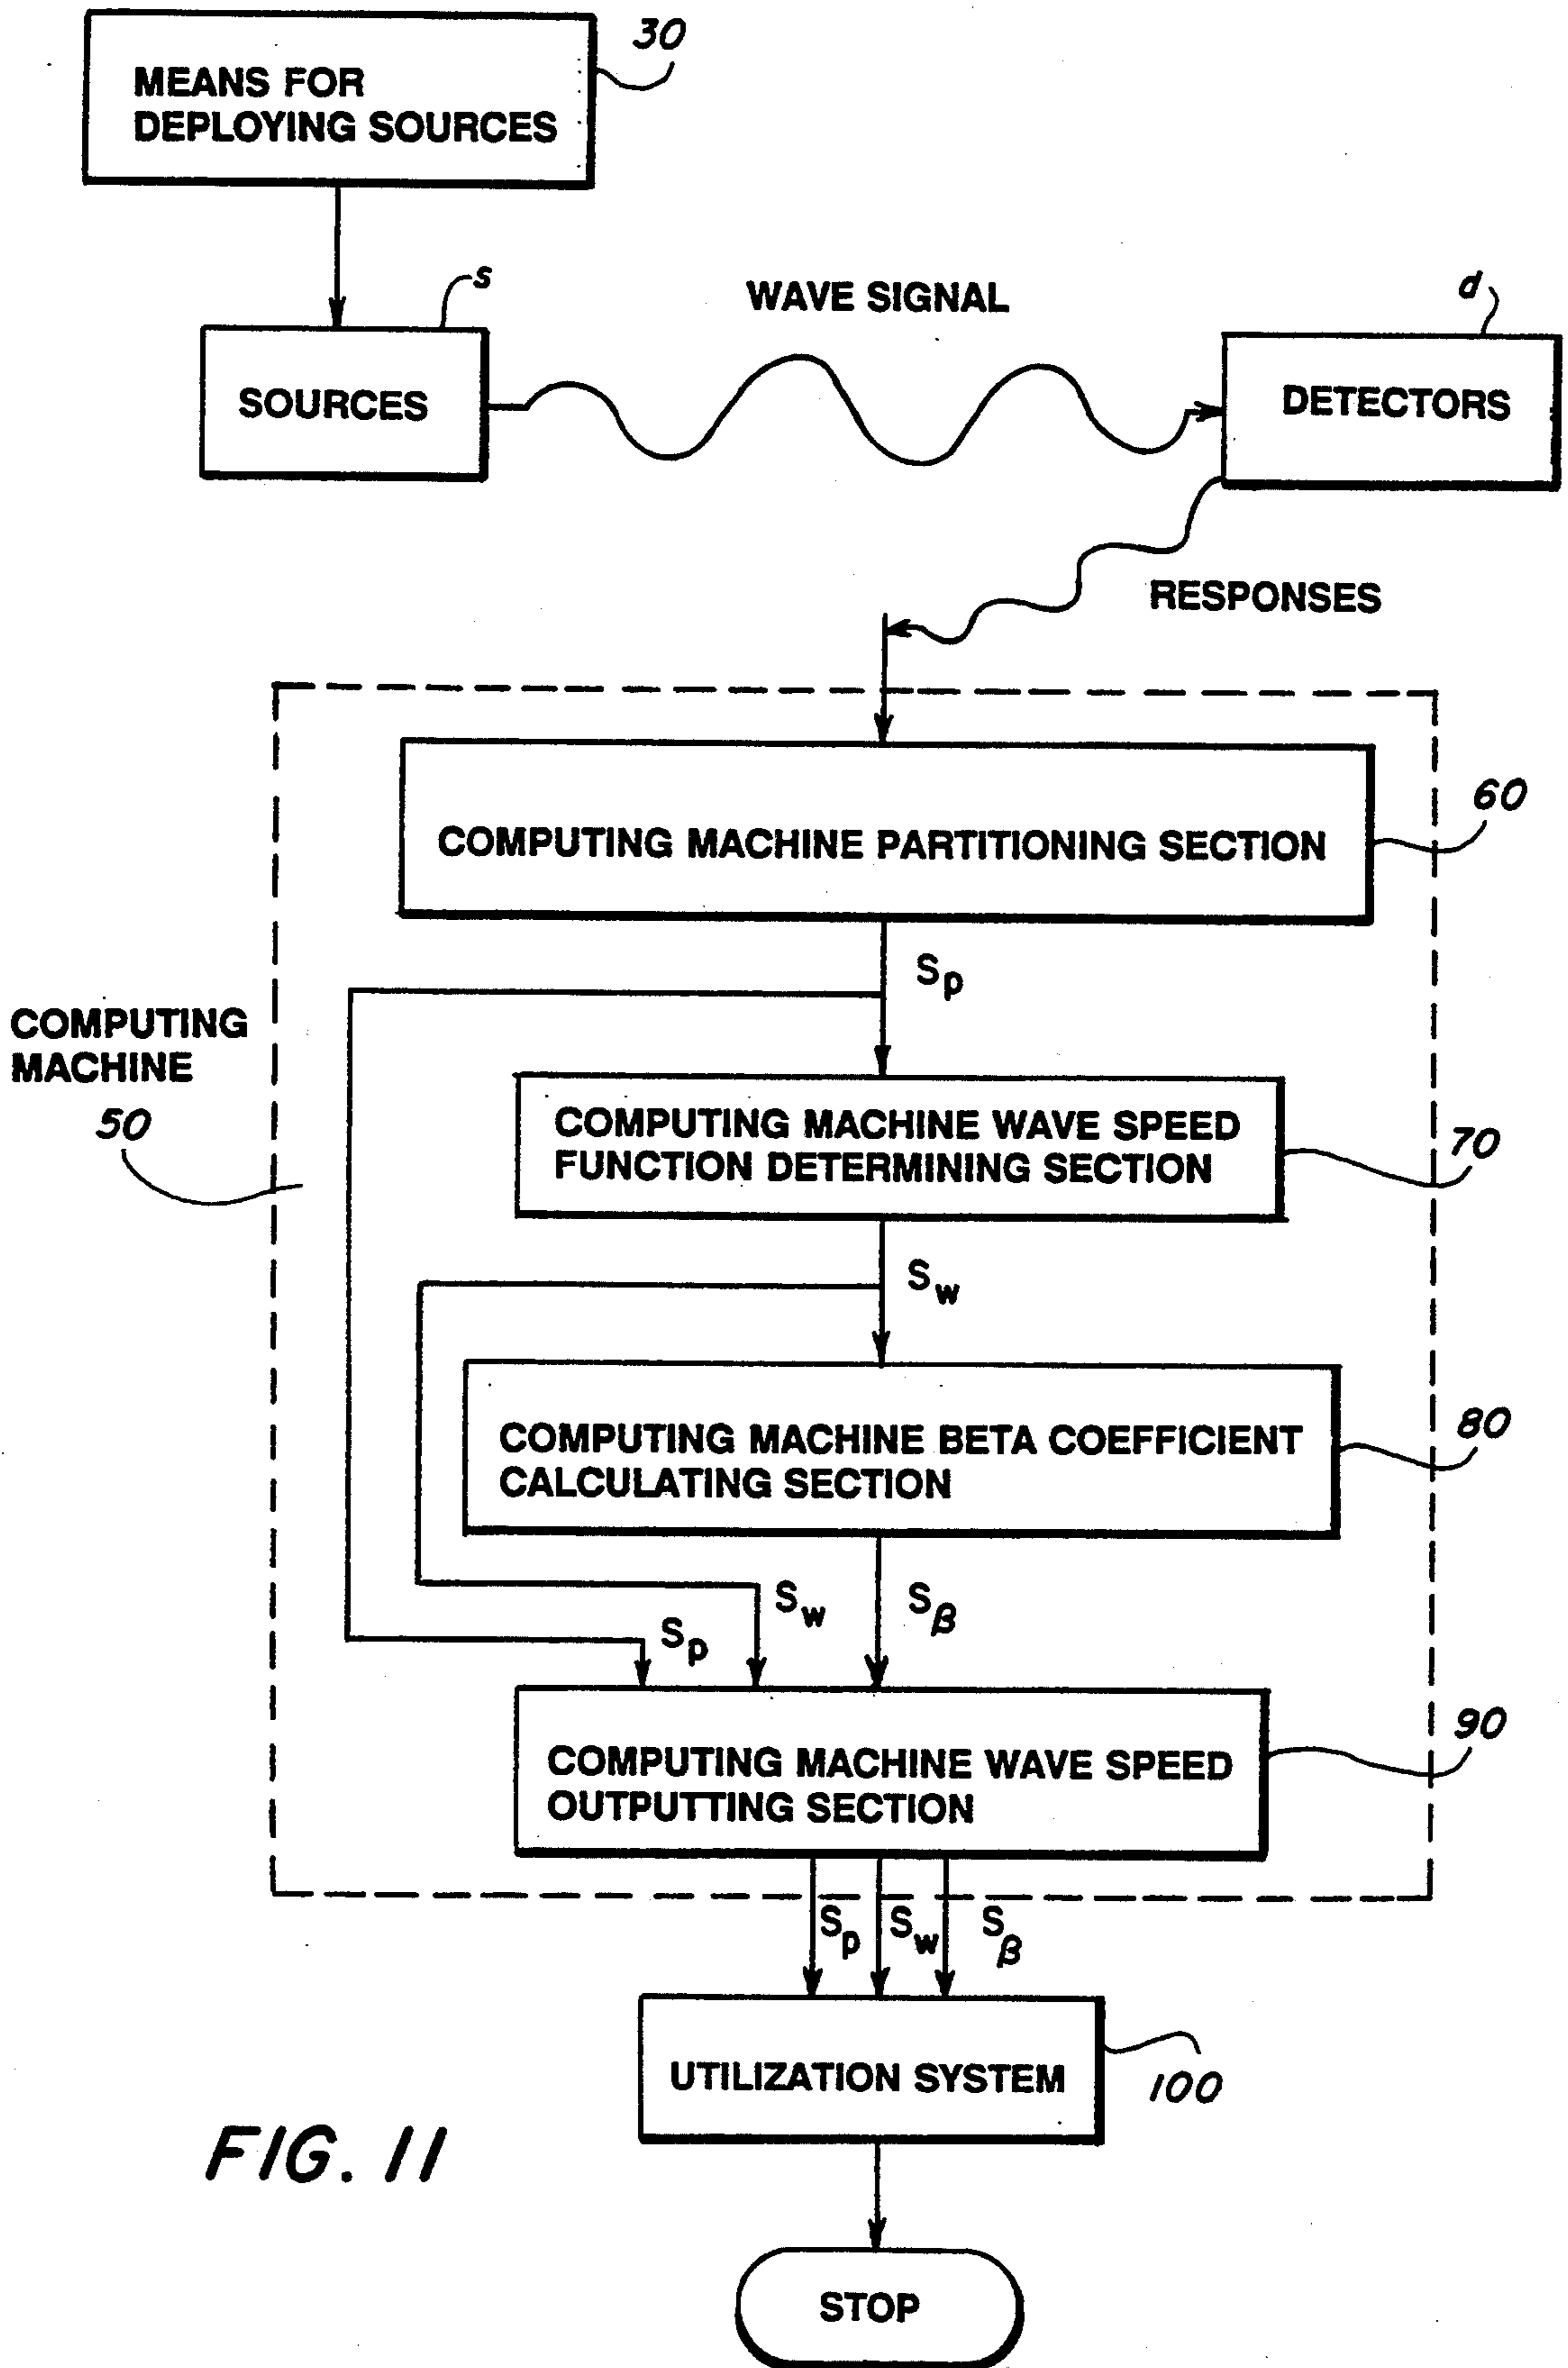 30
MEANS FOR
DEPLOYING SOURCES
s
WAVE SIGNAL
d
SOURCES
DETECTORS
RESPONSES
60
COMPUTING MACHINE PARTITIONING SECTION
Sp
COMPUTING
MACHINE
50
COMPUTING MACHINE WAVE SPEED
FUNCTION DETERMINING SECTION
70
Sw
COMPUTING MACHINE BETA COEFFICIENT
CALCULATING SECTION
80
Sp
Sw
Sβ
COMPUTING MACHINE WAVE SPEED
OUTPUTTING SECTION
90
Sp Sw Sβ
UTILIZATION SYSTEM
100
FIG. 11
STOP